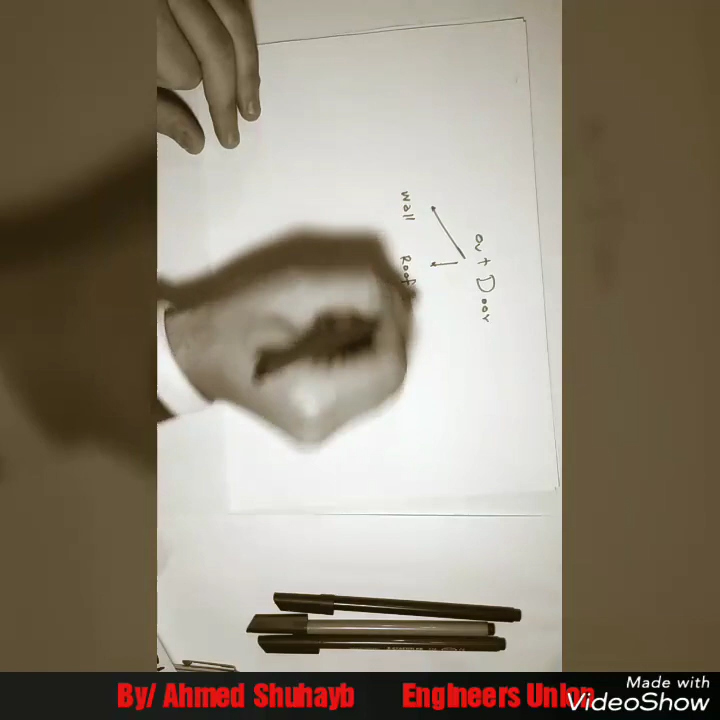 out Door
wall Roof
By/ Ahmed Shuhayb Engineers Union
Made with
VideoShow